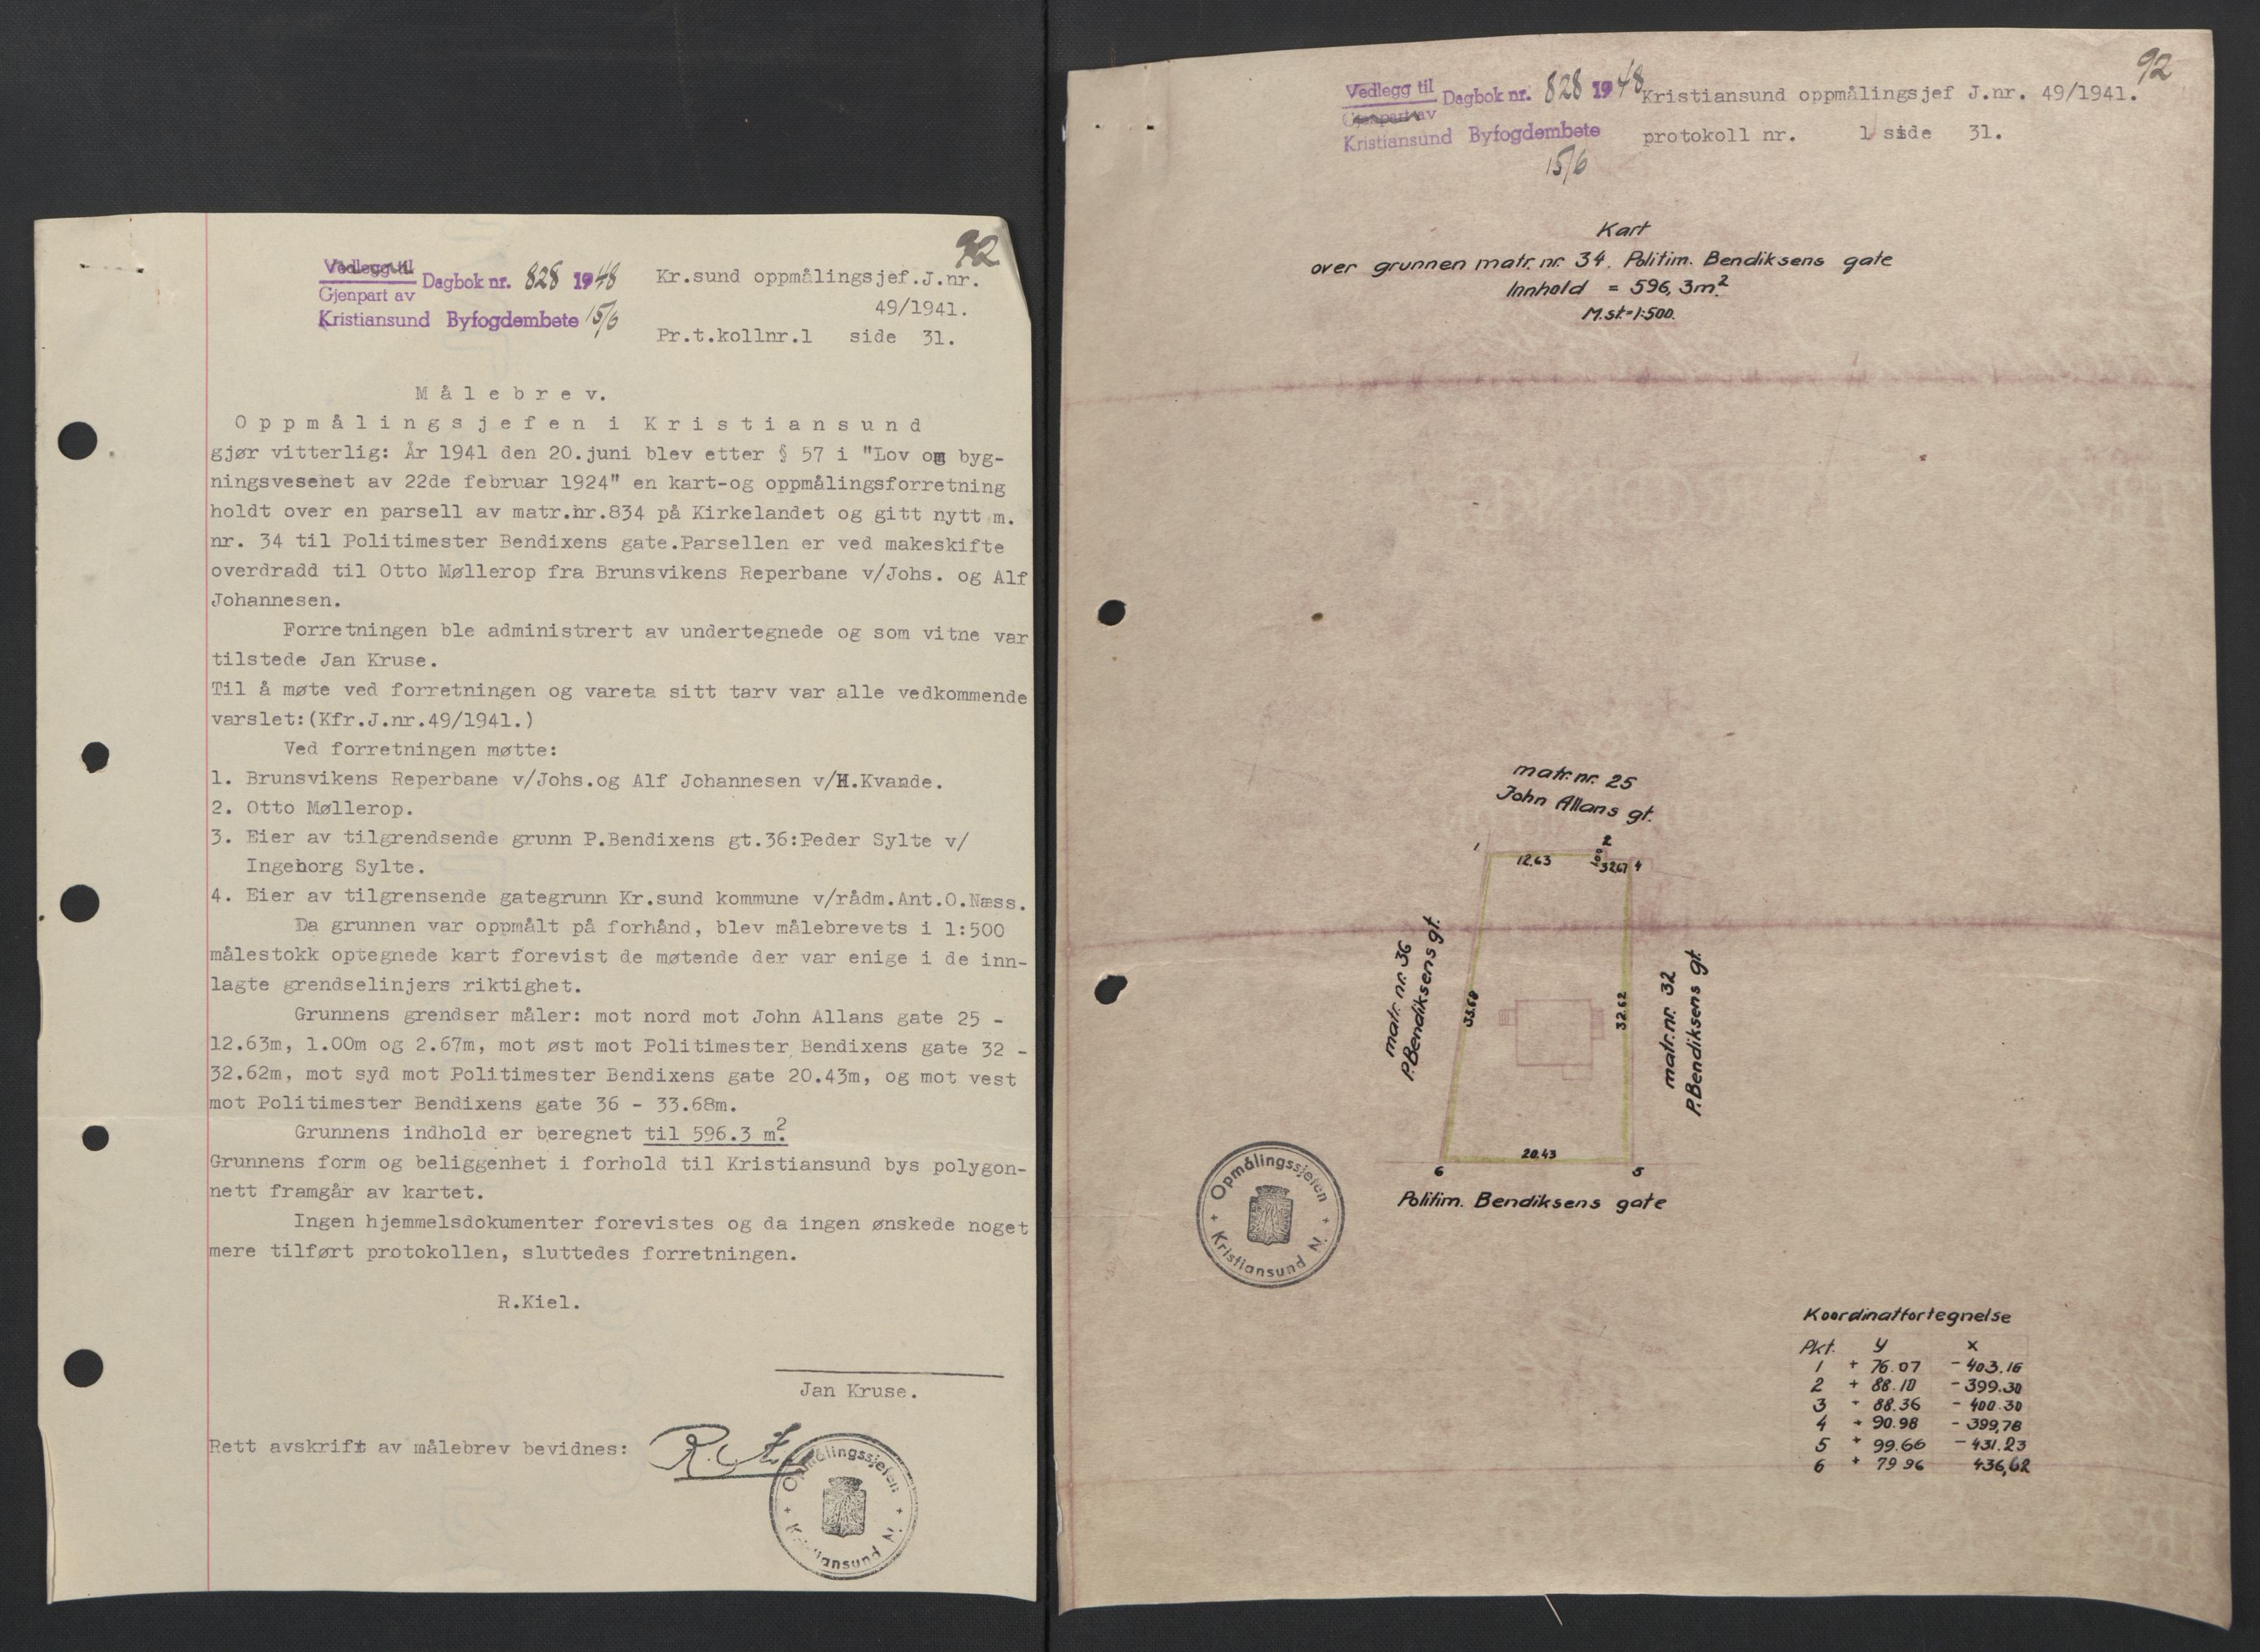 92
Vedlegg til
Gjenpart av
Dagbok nr. 828 1948
Kristiansund Byfogdembete 15/6
Kr.sund oppmålingsjef.J.nr.
49/1941.
Pr.t.kollnr.1 side 31.
Målebrev.
Oppmålingsjefen i Kristiansund
gjør vitterlig: År 1941 den 20.juni blev etter § 57 i "Lov om byg-
ningsvesenet av 22de februar 1924" en kart-og oppmålingsforretning
holdt over en parsell av matr.nr.834 på Kirkelandet og gitt nytt m.
nr. 34 til Politimester Bendixens gate.Parsellen er ved makeskifte
overdradd til Otto Møllerop fra Brunsvikens Reperbane v/Johs. og Alf
Johannesen.
Forretningen ble administrert av undertegnede og som vitne var
tilstede Jan Kruse.
Til å møte ved forretningen og vareta sitt tarv var alle vedkommende
varslet:(Kfr.J.nr.49/1941.)
Ved forretningen møtte:
1. Brunsvikens Reperbane v/Johs.og Alf Johannesen v/H.Kvande.
2. Otto Møllerop.
3. Eier av tilgrendsende grunn P.Bendixens gt.36:Peder Sylte v/
Ingeborg Sylte.
4. Eier av tilgrensende gategrunn Kr.sund kommune v/rådm.Ant.O.Næss.
Da grunnen var oppmålt på forhånd, blev målebrevets i 1:500
målestokk optegnede kart forevist de møtende der var enige i de inn-
lagte grendselinjers riktighet.
Grunnens grendser måler: mot nord mot John Allans gate 25 -
12.63m, 1.00m og 2.67m, mot øst mot Politimester Bendixens gate 32 -
32.62m, mot syd mot Politimester Bendixens gate 20.43m, og mot vest
mot Politimester Bendixens gate 36 - 33.68m.
Grunnens indhold er beregnet til 596.3 m².
Grunnens form og beliggenhet i forhold til Kristiansund bys polygon-
nett framgår av kartet.
Ingen hjemmelsdokumenter forevistes og da ingen ønskede noget
mere tilført protokollen, sluttedes forretningen.
R.Kiel.
Jan Kruse.
Rett avskrift av målebrev bevidnes:
Opmålingssjefen
Kristiansund N.
92
Vedlegg til
Gjenpart av
Dagbok nr. 828 1948
Kristiansund Byfogdembete
15/6
Kristiansund oppmålingsjef J.nr. 49/1941.
protokoll nr. 1 side 31.
Kart
over grunnen matr. nr. 34. Politim. Bendiksens gate
Innhold = 596,3m²
M.st.=1:500.
matr. nr. 25
John Allans gt.
1
2
12.63
1.00
3
2.67
4
matr. nr. 36
P.Bendiksens gt.
33.68
32.62
matr. nr. 32
P.Bendiksens gt.
20.43
6
5
Politim. Bendiksens gate
Opmålingssjefen
Kristiansund N.
Koordinatfortegnelse
Pkt. y x
1 + 76.07 - 403.16
2 + 88.10 - 399.30
3 + 88.36 - 400.30
4 + 90.98 - 399,78
5 + 99.66 - 431.23
6 + 79 96 436,62